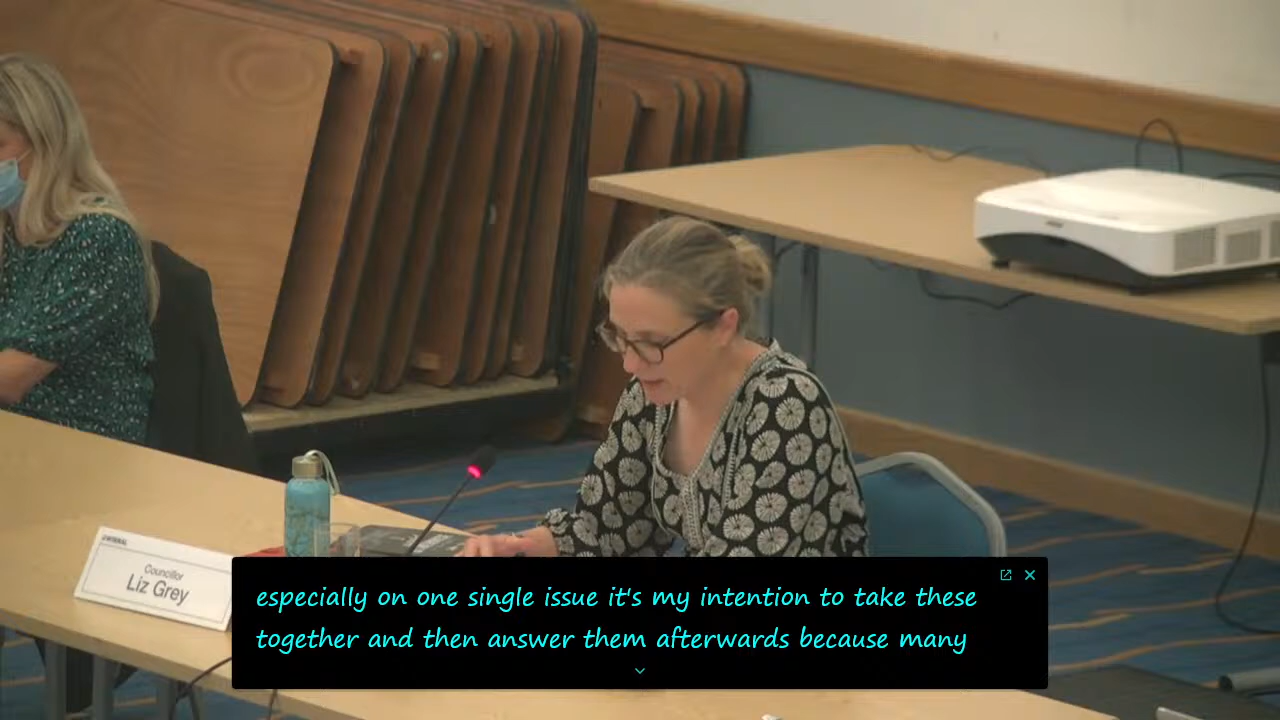 WIRRAL
Councillor
Liz Grey
especially on one single issue it's my intention to take these
together and then answer them afterwards because many